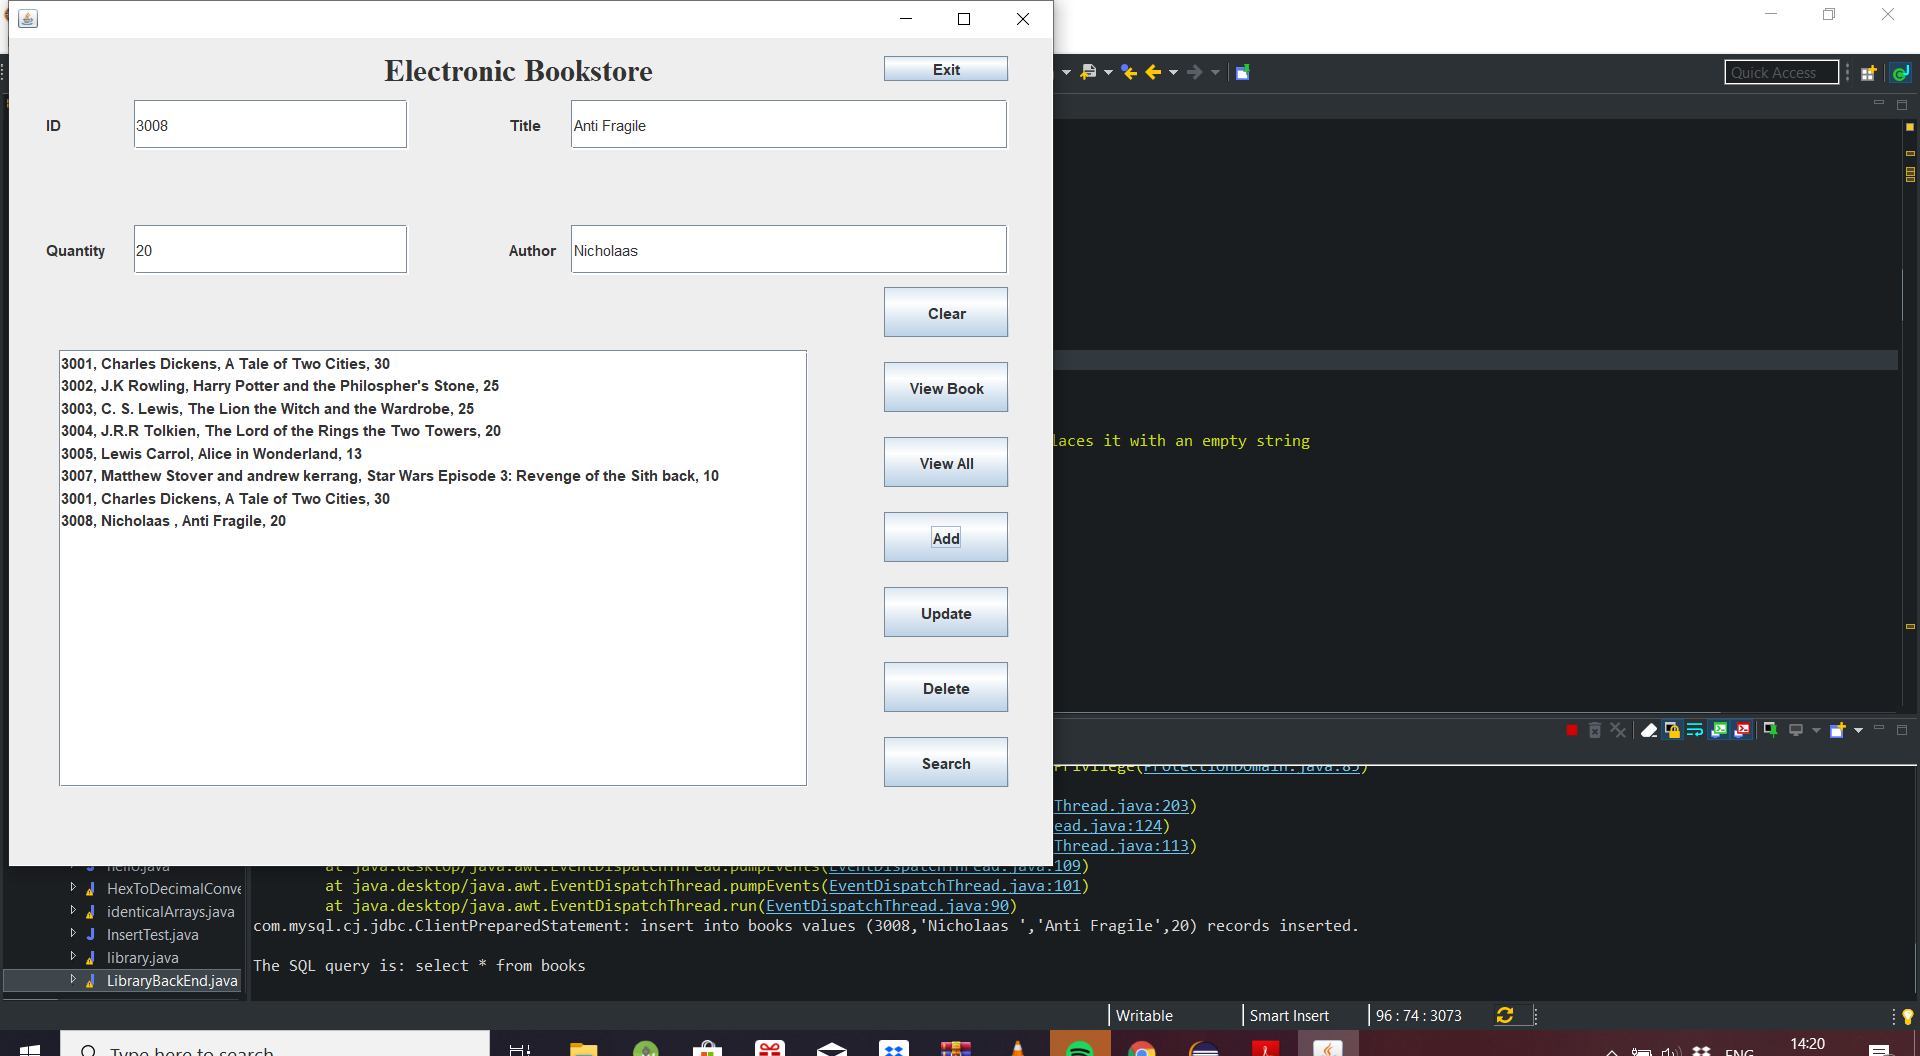 Electronic Bookstore
Exit
ID
3008
Title
Anti Fragile
Quantity
20
Author
Nicholaas
Clear
View Book
View All
Add
Update
Delete
Search
3001, Charles Dickens, A Tale of Two Cities, 30
3002, J.K Rowling, Harry Potter and the Philospher's Stone, 25
3003, C. S. Lewis, The Lion the Witch and the Wardrobe, 25
3004, J.R.R Tolkien, The Lord of the Rings the Two Towers, 20
3005, Lewis Carrol, Alice in Wonderland, 13
3007, Matthew Stover and andrew kerrang, Star Wars Episode 3: Revenge of the Sith back, 10
3001, Charles Dickens, A Tale of Two Cities, 30
3008, Nicholaas , Anti Fragile, 20
Quick Access
laces it with an empty string
Privilege(ProtectionDomain.java:85)
Thread.java:203)
ead.java:124)
Thread.java:113)
at java.desktop/java.awt.EventDispatchThread.pumpEvents(EventDispatchThread.java:109)
at java.desktop/java.awt.EventDispatchThread.pumpEvents(EventDispatchThread.java:101)
at java.desktop/java.awt.EventDispatchThread.run(EventDispatchThread.java:90)
com.mysql.cj.jdbc.ClientPreparedStatement: insert into books values (3008,'Nicholaas ','Anti Fragile',20) records inserted.
The SQL query is: select * from books
hello.java
HexToDecimalConve
identicalArrays.java
InsertTest.java
library.java
LibraryBackEnd.java
Writable
Smart Insert
96 : 74 : 3073
Type here to search
ENG
14:20